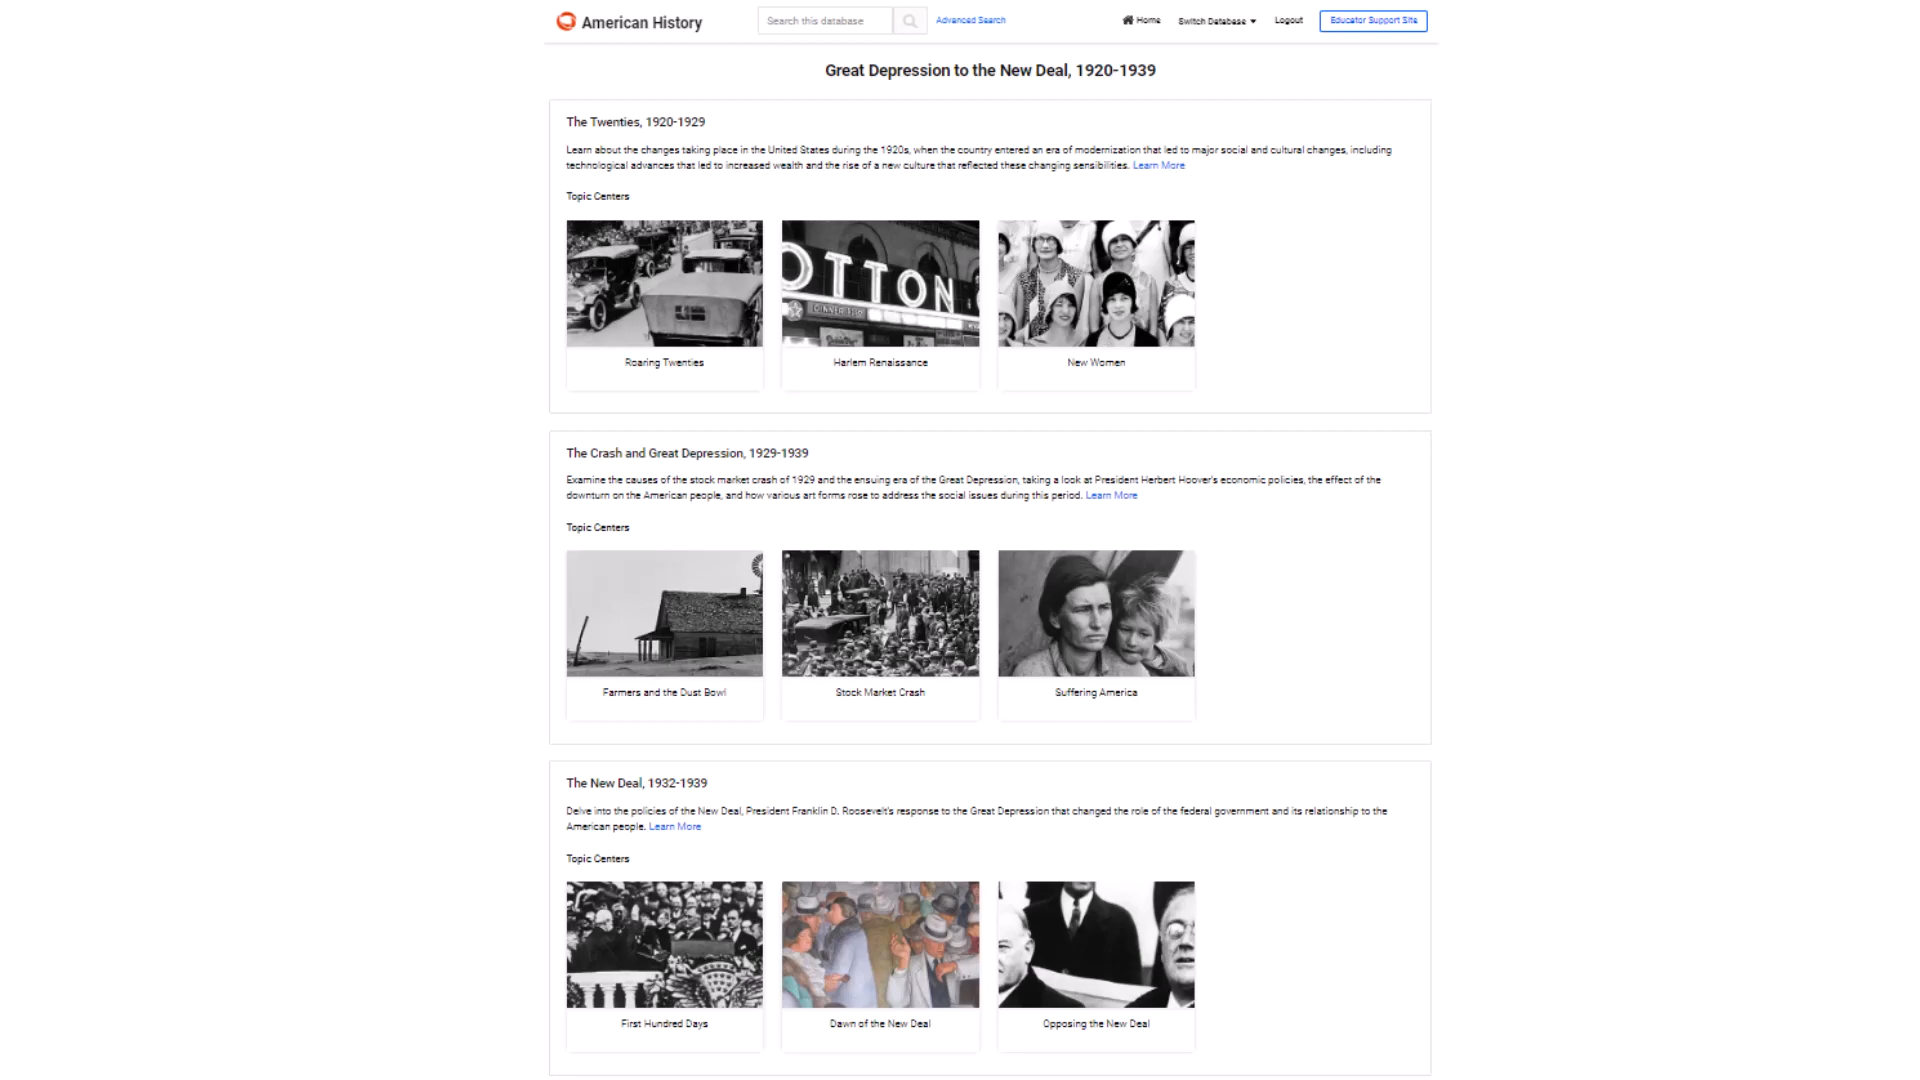 American History
Search this database
Advanced Search
Home
Switch Database
Logout
Educator Support Site
Great Depression to the New Deal, 1920-1939
The Twenties, 1920-1929
Learn about the changes taking place in the United States during the 1920s, when the country entered an era of modernization that led to major social and cultural changes, including
technological advances that led to increased wealth and the rise of a new culture that reflected these changing sensibilities. Learn More
Topic Centers
OTTON
Roaring Twenties
Harlem Renaissance
New Women
The Crash and Great Depression, 1929-1939
Examine the causes of the stock market crash of 1929 and the ensuing era of the Great Depression, taking a look at President Herbert Hoover's economic policies, the effect of the
downturn on the American people, and how various art forms rose to address the social issues during this period. Learn More
Topic Centers
Farmers and the Dust Bowl
Stock Market Crash
Suffering America
The New Deal, 1932-1939
Delve into the policies of the New Deal, President Franklin D. Roosevelt's response to the Great Depression that changed the role of the federal government and its relationship to the
American people. Learn More
Topic Centers
First Hundred Days
Dawn of the New Deal
Opposing the New Deal